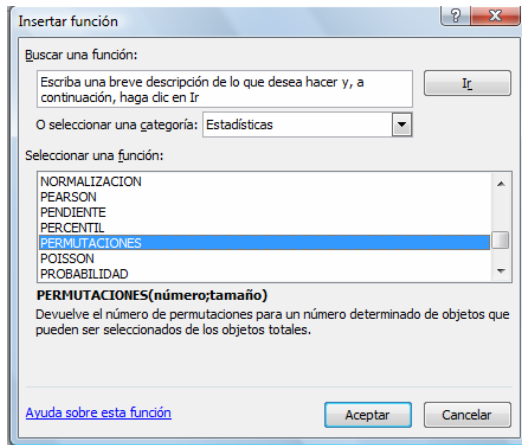 Insertar función
Buscar una función:
Escriba una breve descripción de lo que desea hacer y, a
continuación, haga clic en Ir
Ir
O seleccionar una categoría: Estadísticas
Seleccionar una función:
NORMALIZACION
PEARSON
PENDIENTE
PERCENTIL
PERMUTACIONES
POISSON
PROBABILIDAD
PERMUTACIONES(número;tamaño)
Devuelve el número de permutaciones para un número determinado de objetos que
pueden ser seleccionados de los objetos totales.
Ayuda sobre esta función
Aceptar
Cancelar